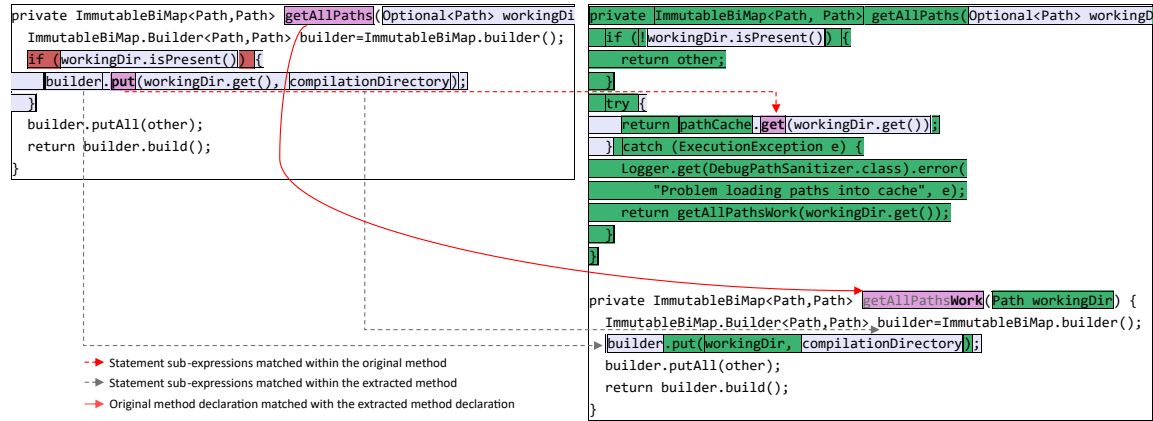 private ImmutableBiMap<Path,Path> getAllPaths(Optional<Path> workingDi
ImmutableBiMap.Builder<Path,Path> builder=ImmutableBiMap.builder();
if (workingDir.isPresent()) {
builder.put(workingDir.get(), compilationDirectory);
}
builder.putAll(other);
return builder.build();
}
private ImmutableBiMap<Path, Path> getAllPaths(Optional<Path> workingD
if (!workingDir.isPresent()) {
return other;
}
try {
return pathCache.get(workingDir.get());
} catch (ExecutionException e) {
Logger.get(DebugPathSanitizer.class).error(
"Problem loading paths into cache", e);
return getAllPathsWork(workingDir.get());
}
}
private ImmutableBiMap<Path,Path> getAllPathsWork(Path workingDir) {
ImmutableBiMap.Builder<Path,Path> builder=ImmutableBiMap.builder();
builder.put(workingDir, compilationDirectory);
builder.putAll(other);
return builder.build();
}
Statement sub-expressions matched within the original method
Statement sub-expressions matched within the extracted method
Original method declaration matched with the extracted method declaration